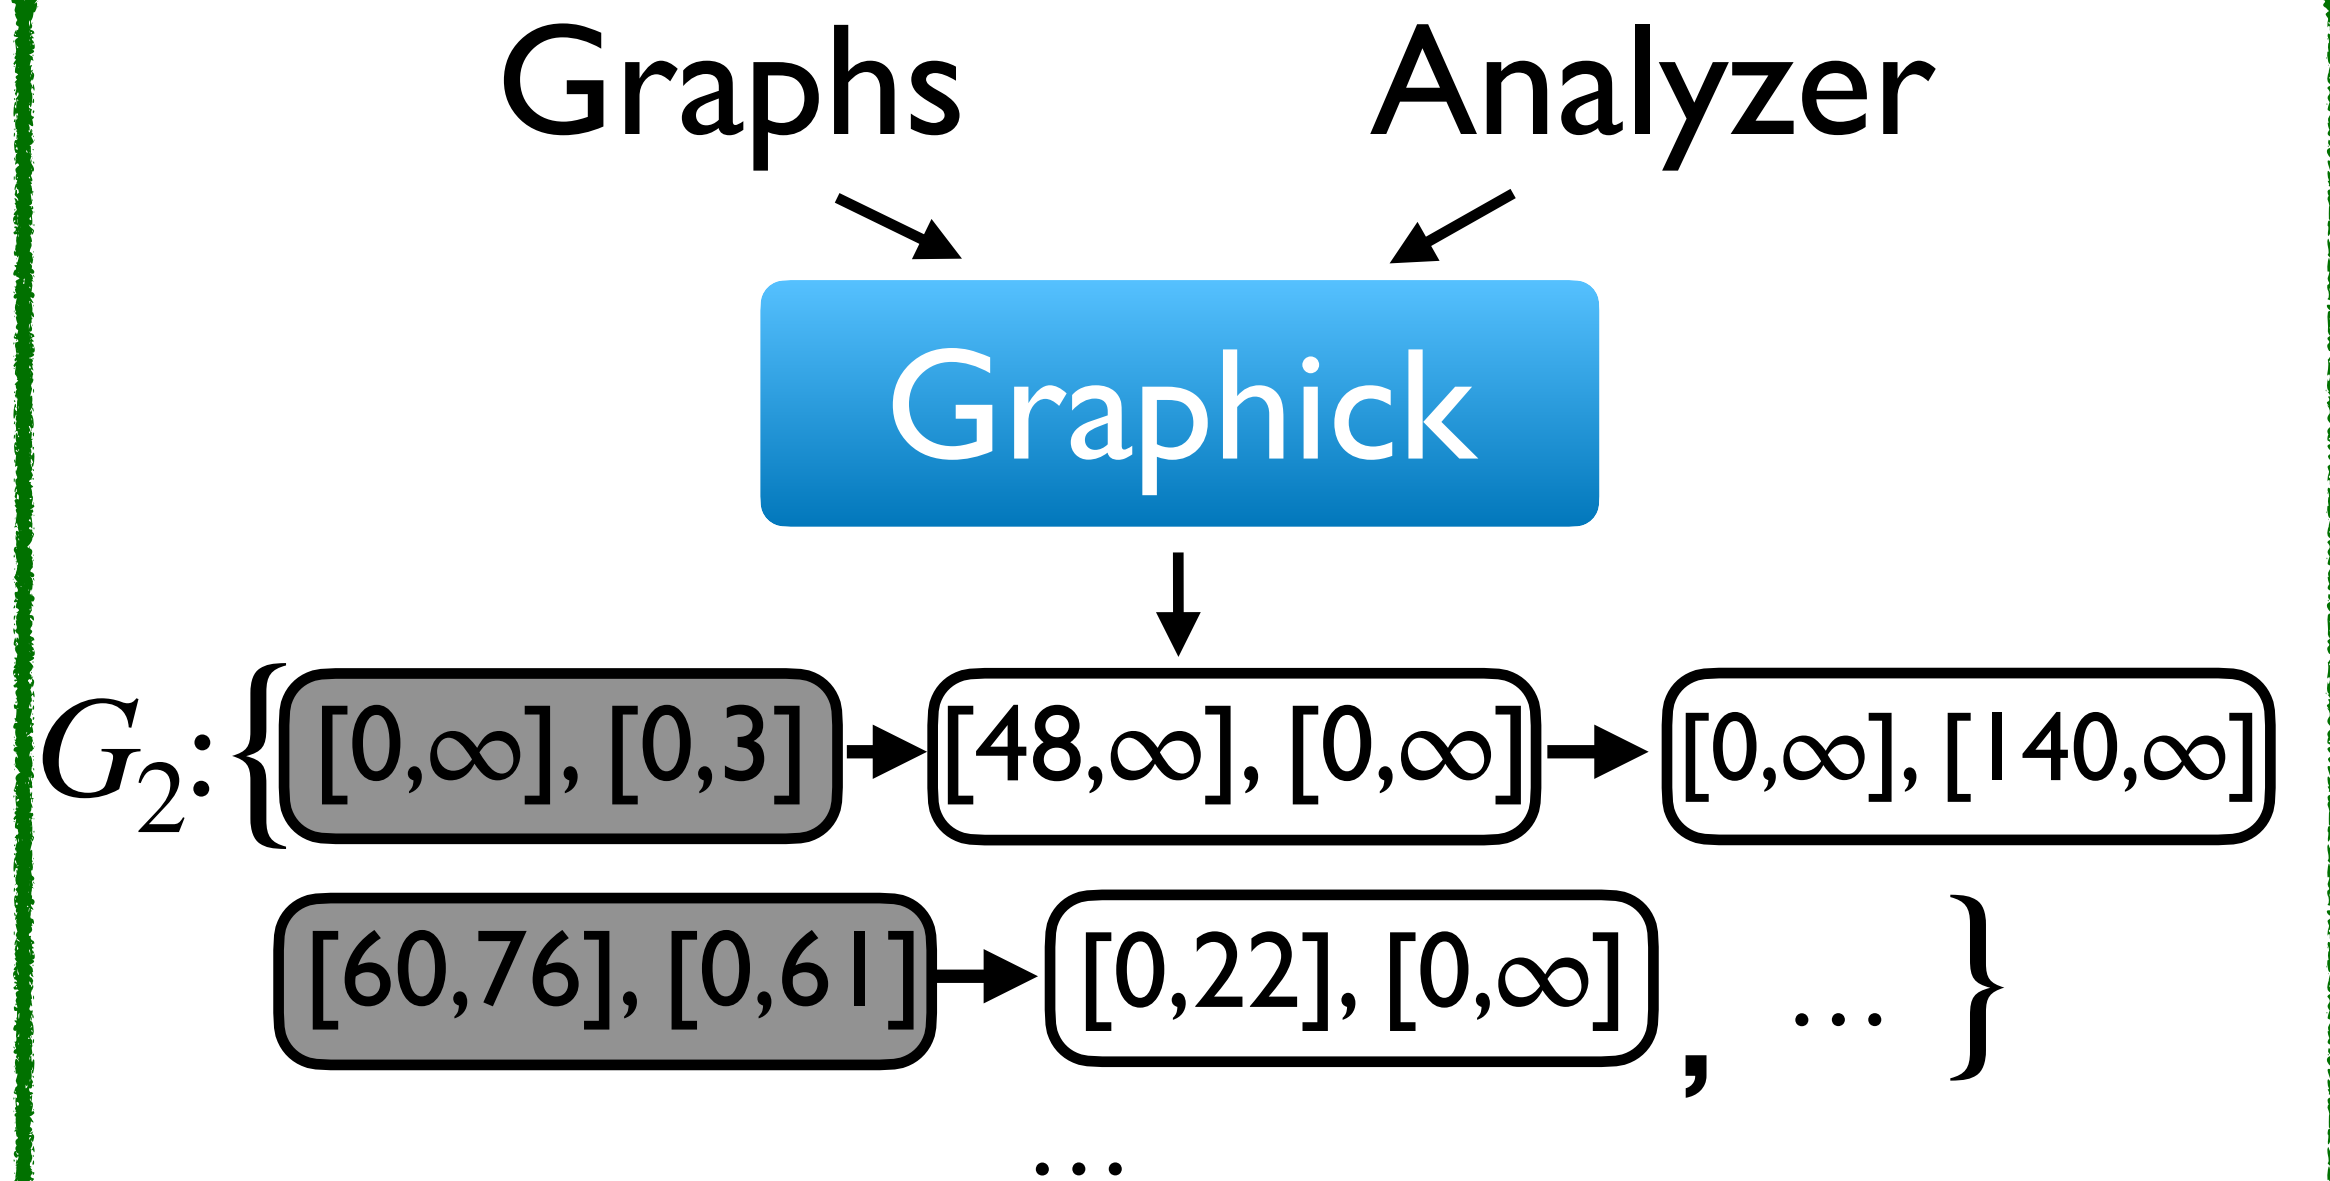 Graphs Analyzer
Graphick
G₂: { [0,∞], [0,3] [48,∞], [0,∞] [0,∞], [140,∞]
[60,76], [0,61] [0,22], [0,∞] , ... }
...